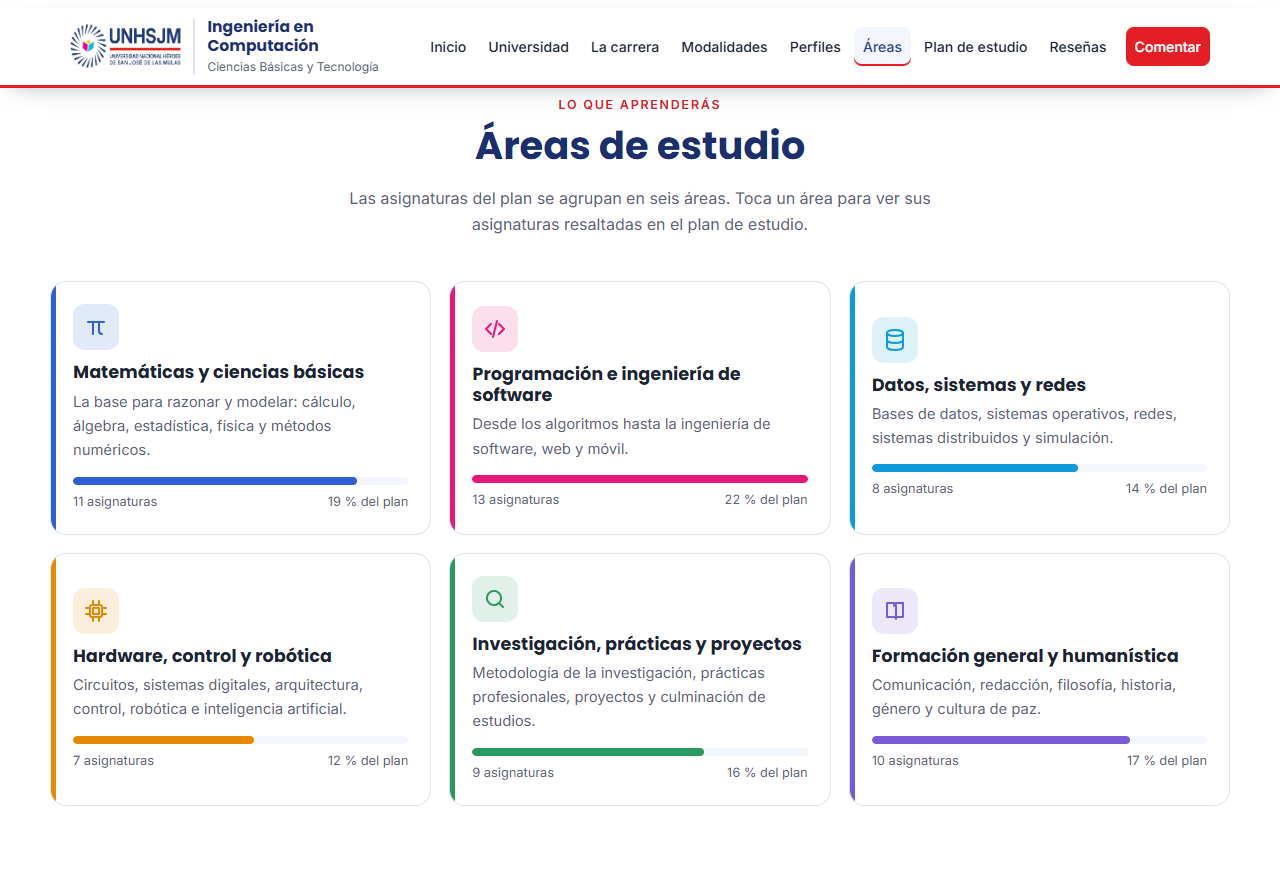 UNHSJM
UNIVERSIDAD NACIONAL HÉROES
DE SAN JOSÉ DE LAS MULAS
Ingeniería en
Computación
Ciencias Básicas y Tecnología
Inicio
Universidad
La carrera
Modalidades
Perfiles
Áreas
Plan de estudio
Reseñas
Comentar
LO QUE APRENDERÁS
Áreas de estudio
Las asignaturas del plan se agrupan en seis áreas. Toca un área para ver sus
asignaturas resaltadas en el plan de estudio.
Matemáticas y ciencias básicas
La base para razonar y modelar: cálculo,
álgebra, estadística, física y métodos
numéricos.
11 asignaturas
19 % del plan
Programación e ingeniería de
software
Desde los algoritmos hasta la ingeniería de
software, web y móvil.
13 asignaturas
22 % del plan
Datos, sistemas y redes
Bases de datos, sistemas operativos, redes,
sistemas distribuidos y simulación.
8 asignaturas
14 % del plan
Hardware, control y robótica
Circuitos, sistemas digitales, arquitectura,
control, robótica e inteligencia artificial.
7 asignaturas
12 % del plan
Investigación, prácticas y proyectos
Metodología de la investigación, prácticas
profesionales, proyectos y culminación de
estudios.
9 asignaturas
16 % del plan
Formación general y humanística
Comunicación, redacción, filosofía, historia,
género y cultura de paz.
10 asignaturas
17 % del plan